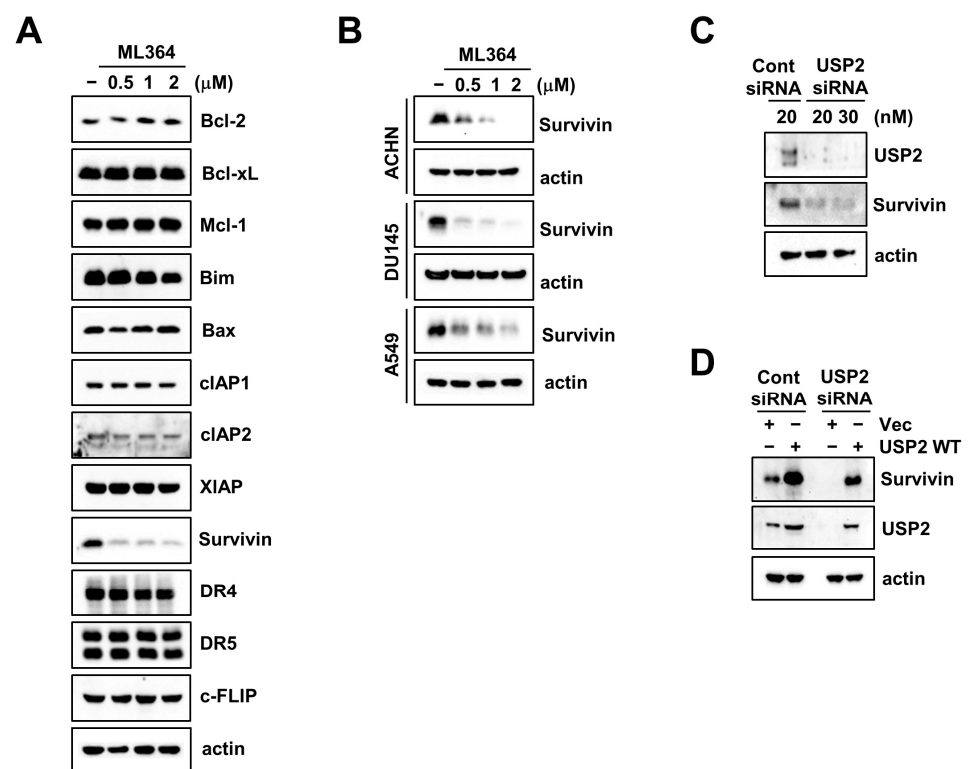 A
ML364
– 0.5 1 2 (μM)
Bcl-2
Bcl-xL
Mcl-1
Bim
Bax
cIAP1
cIAP2
XIAP
Survivin
DR4
DR5
c-FLIP
actin
B
ML364
– 0.5 1 2 (μM)
ACHN
Survivin
actin
DU145
Survivin
actin
A549
Survivin
actin
C
Cont USP2
siRNA siRNA
20 20 30 (nM)
USP2
Survivin
actin
D
Cont USP2
siRNA siRNA
+ – + – Vec
– + – + USP2 WT
Survivin
USP2
actin